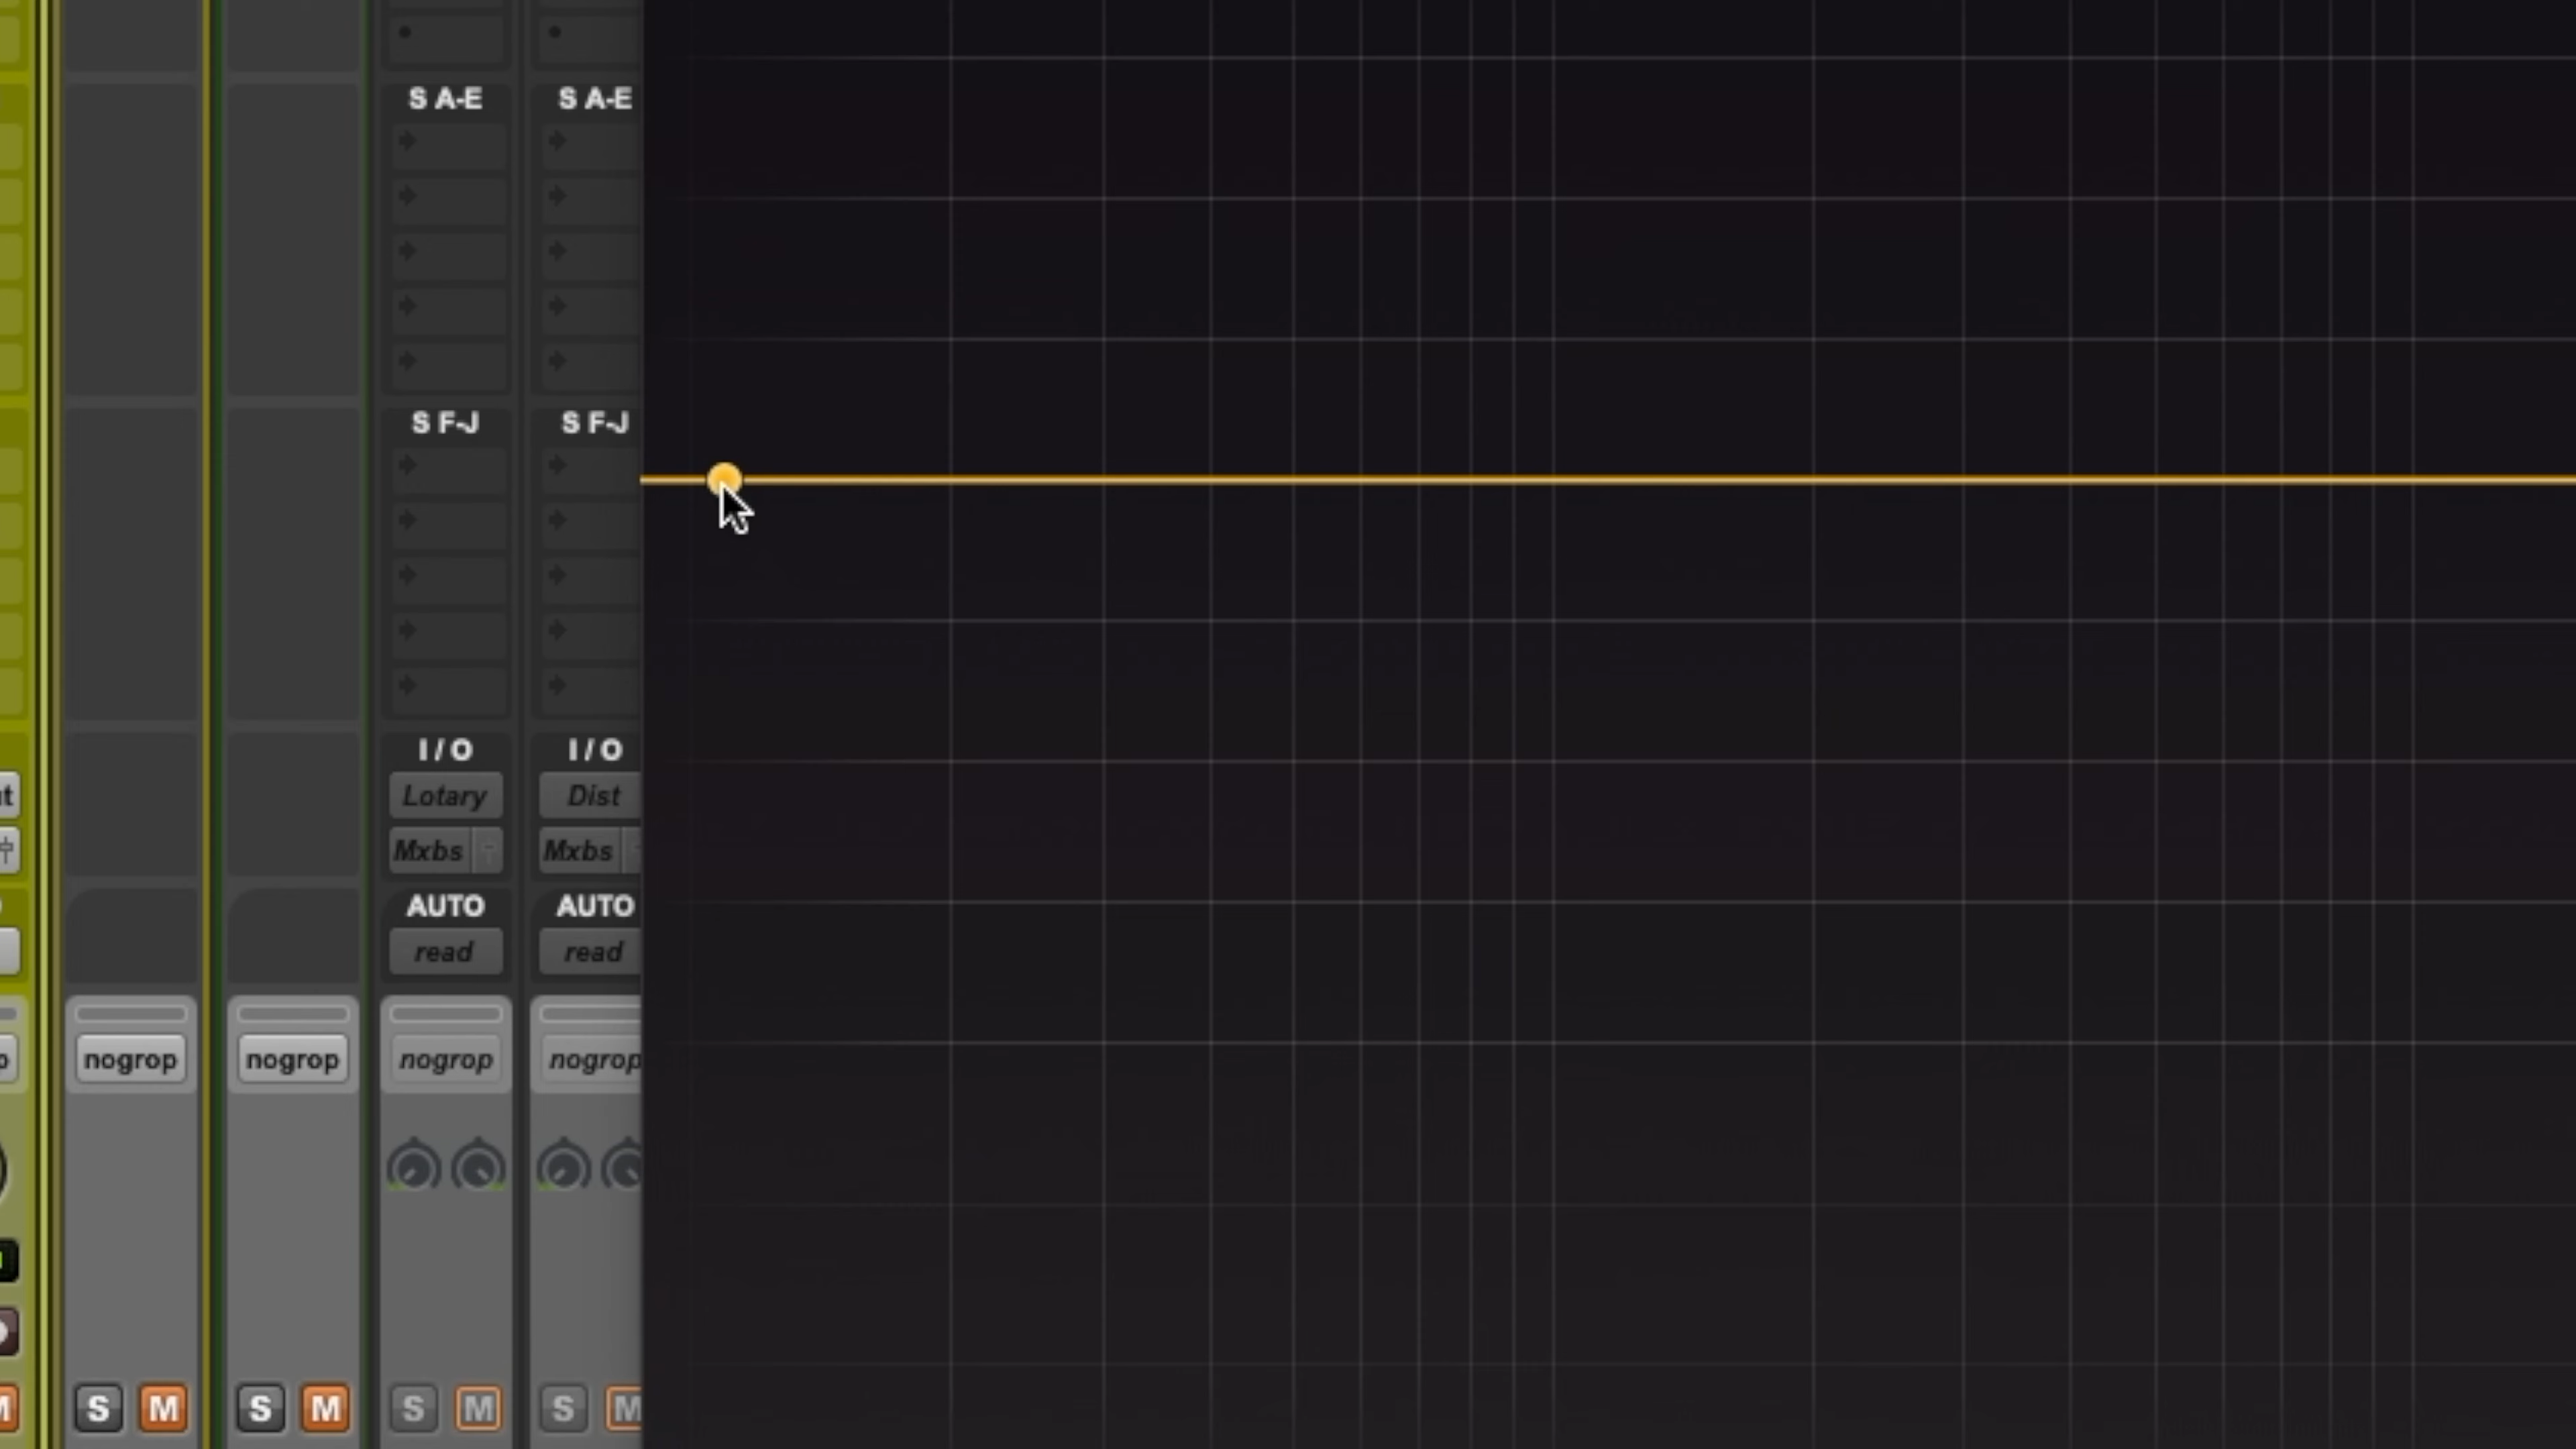 S A-E S A-E
S F-J S F-J
I / O I / O
Lotary Dist
Mxbs Mxbs
AUTO AUTO
read read
nogrop nogrop nogrop nogrop
S M S M S M S M